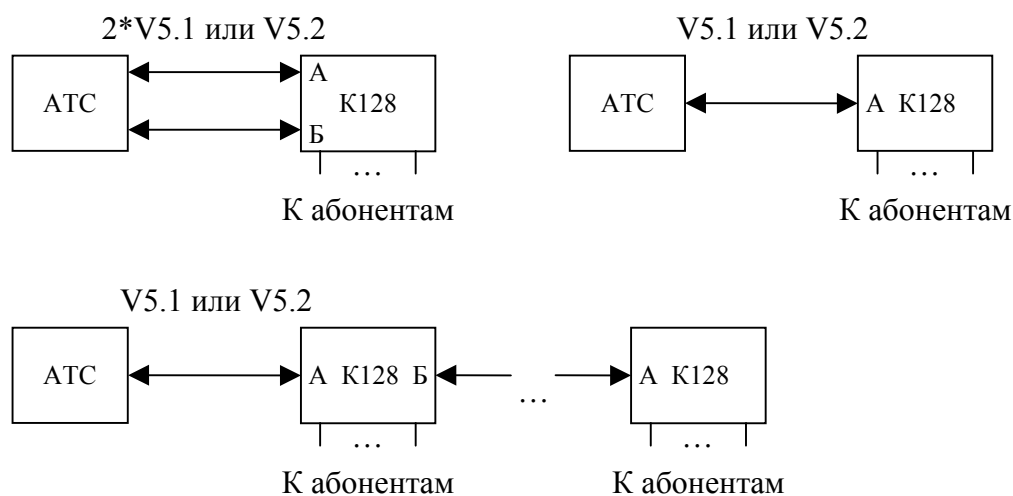 2*V5.1 или V5.2
АТС
А
К128
Б
…
К абонентам
V5.1 или V5.2
АТС
А К128
…
К абонентам
V5.1 или V5.2
АТС
А К128 Б
…
А К128
…
К абонентам
…
К абонентам